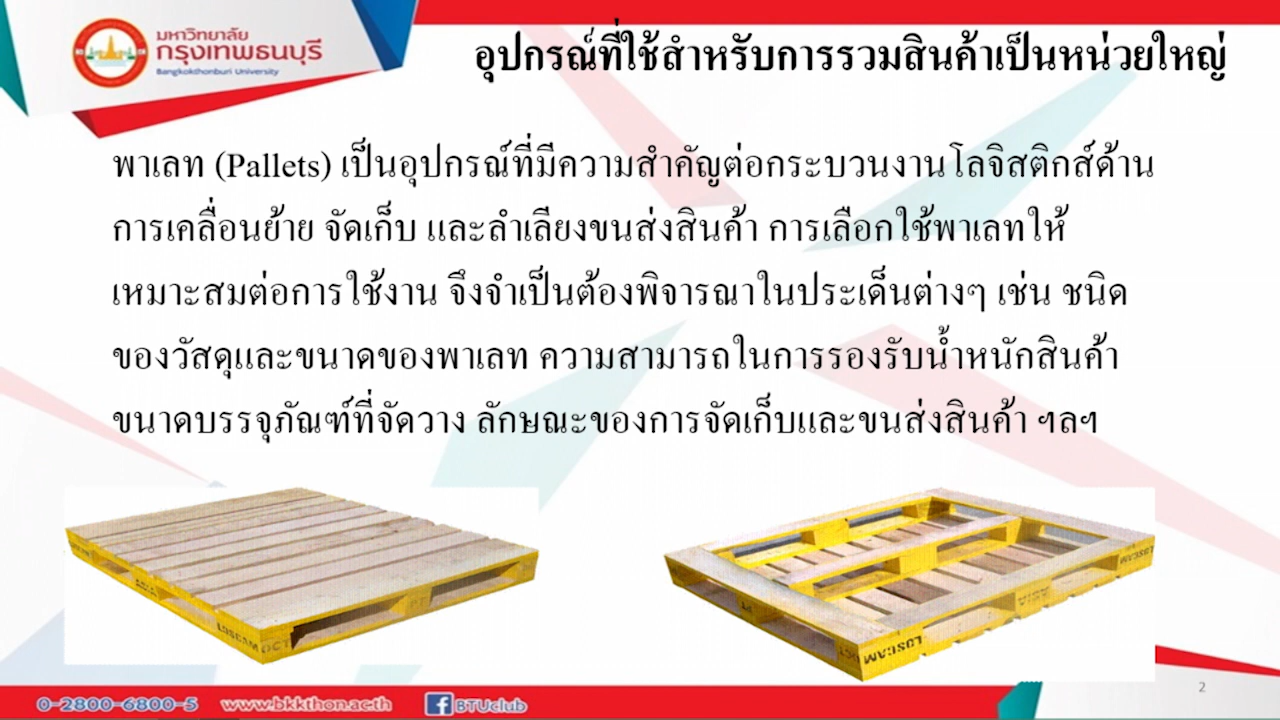 มหาวิทยาลัย
กรุงเทพธนบุรี
Bangkokthonburi University
อุปกรณ์ที่ใช้สำหรับการรวมสินค้าเป็นหน่วยใหญ่
พาเลท (Pallets) เป็นอุปกรณ์ที่มีความสำคัญต่อกระบวนงานโลจิสติกส์ด้าน
การเคลื่อนย้าย จัดเก็บ และลำเลียงขนส่งสินค้า การเลือกใช้พาเลทให้
เหมาะสมต่อการใช้งาน จึงจำเป็นต้องพิจารณาในประเด็นต่างๆ เช่น ชนิด
ของวัสดุและขนาดของพาเลท ความสามารถในการรองรับน้ำหนักสินค้า
ขนาดบรรจุภัณฑ์ที่จัดวาง ลักษณะของการจัดเก็บและขนส่งสินค้า ฯลฯ
LOSCAM
LOSCAM
LOSCAM
0-2800-6800-5 www.bkkthon.ac.th BTUclub
2